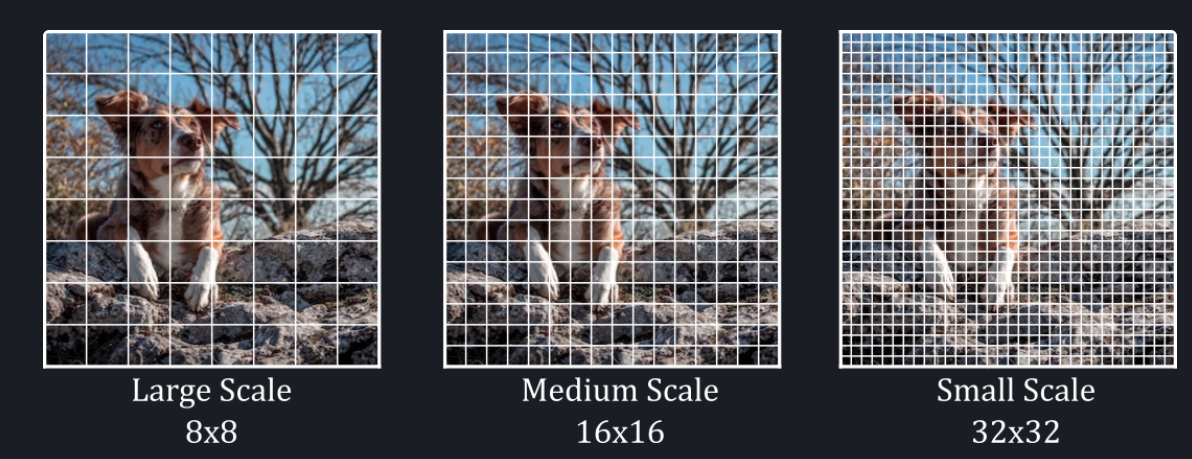 Large Scale
8x8
Medium Scale
16x16
Small Scale
32x32